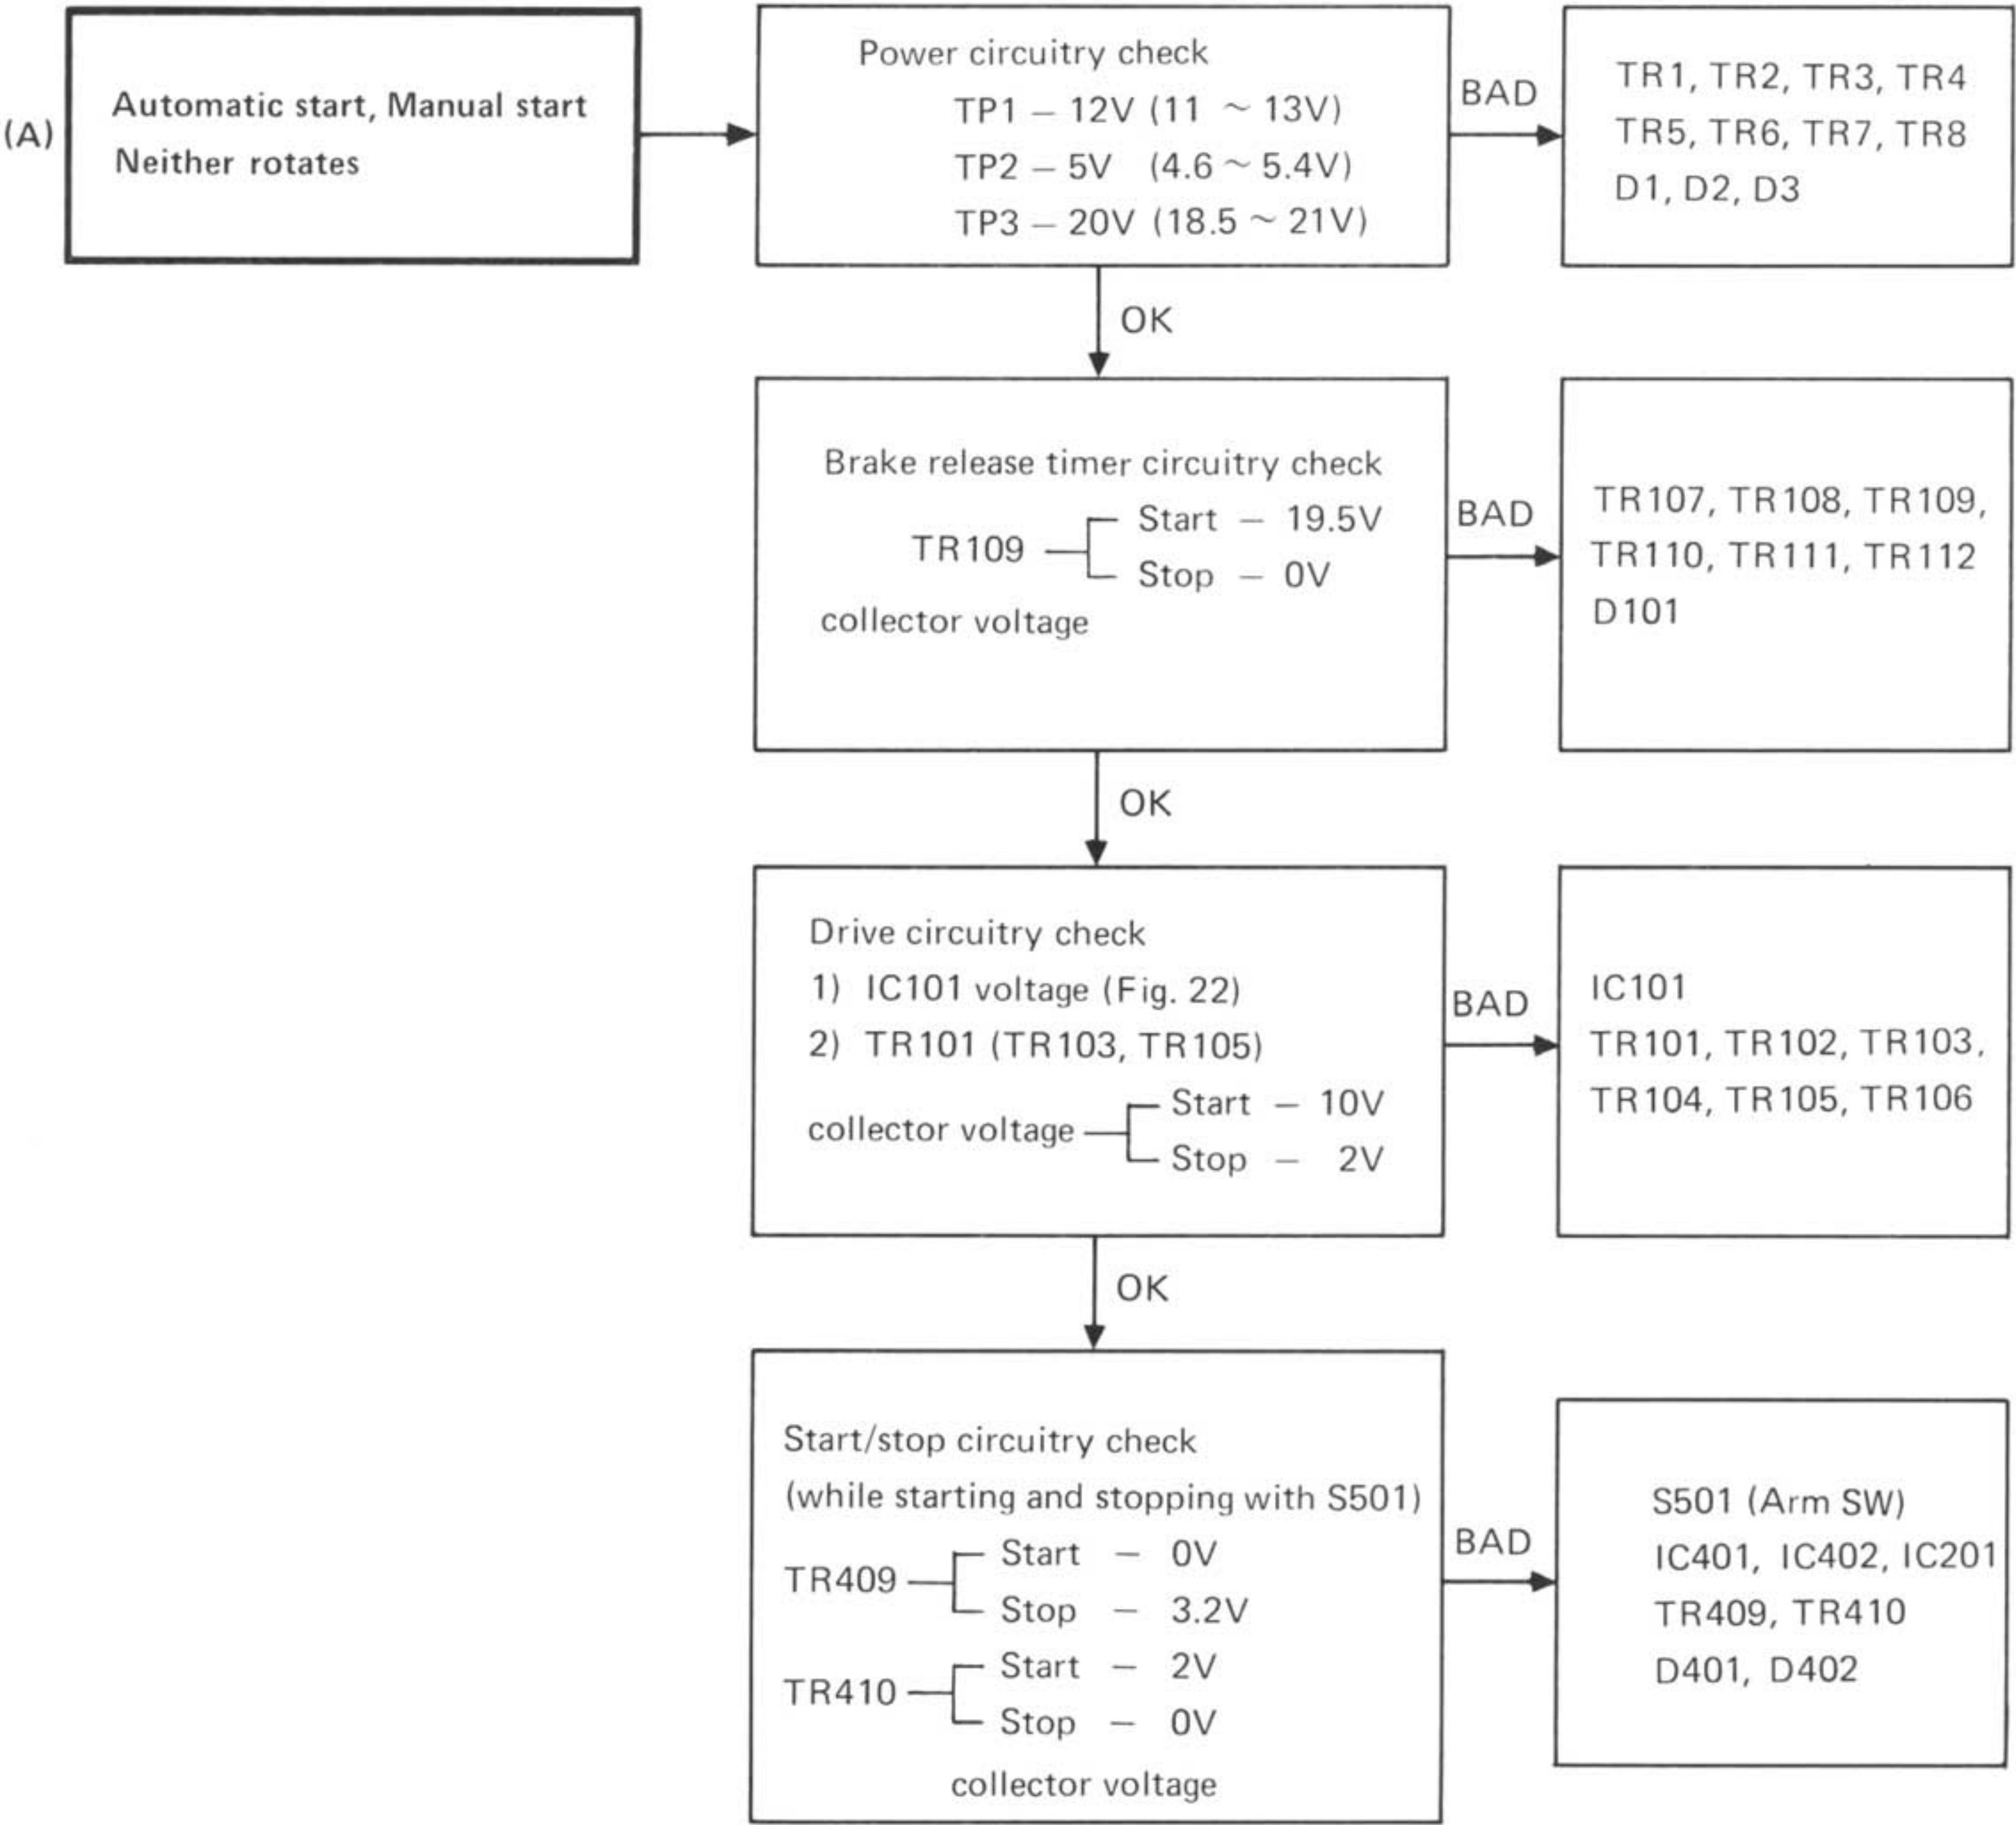 (A)
Automatic start, Manual start
Neither rotates
Power circuitry check
TP1 – 12V (11 ~ 13V)
TP2 – 5V (4.6 ~ 5.4V)
TP3 – 20V (18.5 ~ 21V)
BAD
TR1, TR2, TR3, TR4
TR5, TR6, TR7, TR8
D1, D2, D3
OK
Brake release timer circuitry check
Start – 19.5V
TR109
Stop – 0V
collector voltage
BAD
TR107, TR108, TR109,
TR110, TR111, TR112
D101
OK
Drive circuitry check
1) IC101 voltage (Fig. 22)
2) TR101 (TR103, TR105)
Start – 10V
collector voltage
Stop – 2V
BAD
IC101
TR101, TR102, TR103,
TR104, TR105, TR106
OK
Start/stop circuitry check
(while starting and stopping with S501)
Start – 0V
TR409
Stop – 3.2V
Start – 2V
TR410
Stop – 0V
collector voltage
BAD
S501 (Arm SW)
IC401, IC402, IC201
TR409, TR410
D401, D402